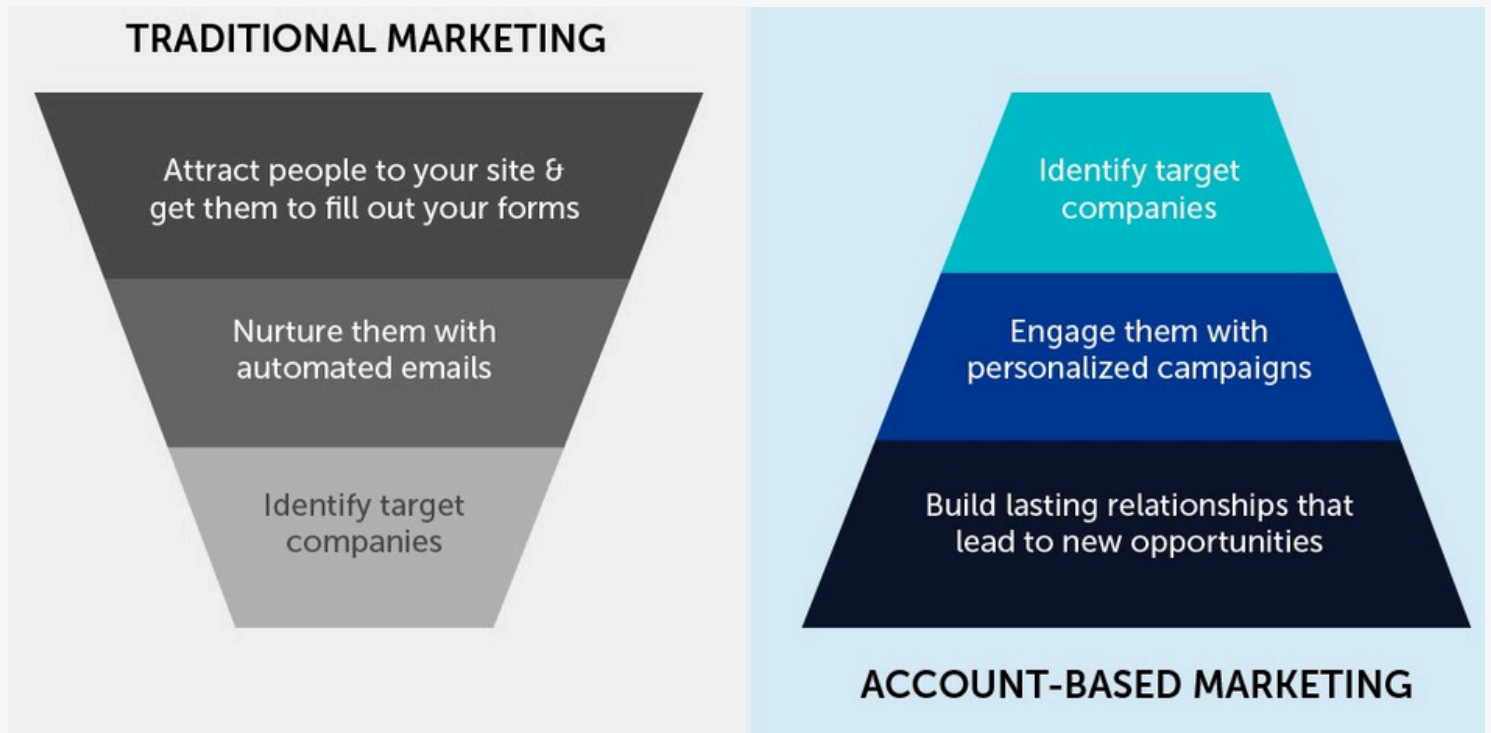 TRADITIONAL MARKETING
Attract people to your site &
get them to fill out your forms
Nurture them with
automated emails
Identify target
companies
Identify target
companies
Engage them with
personalized campaigns
Build lasting relationships that
lead to new opportunities
ACCOUNT-BASED MARKETING